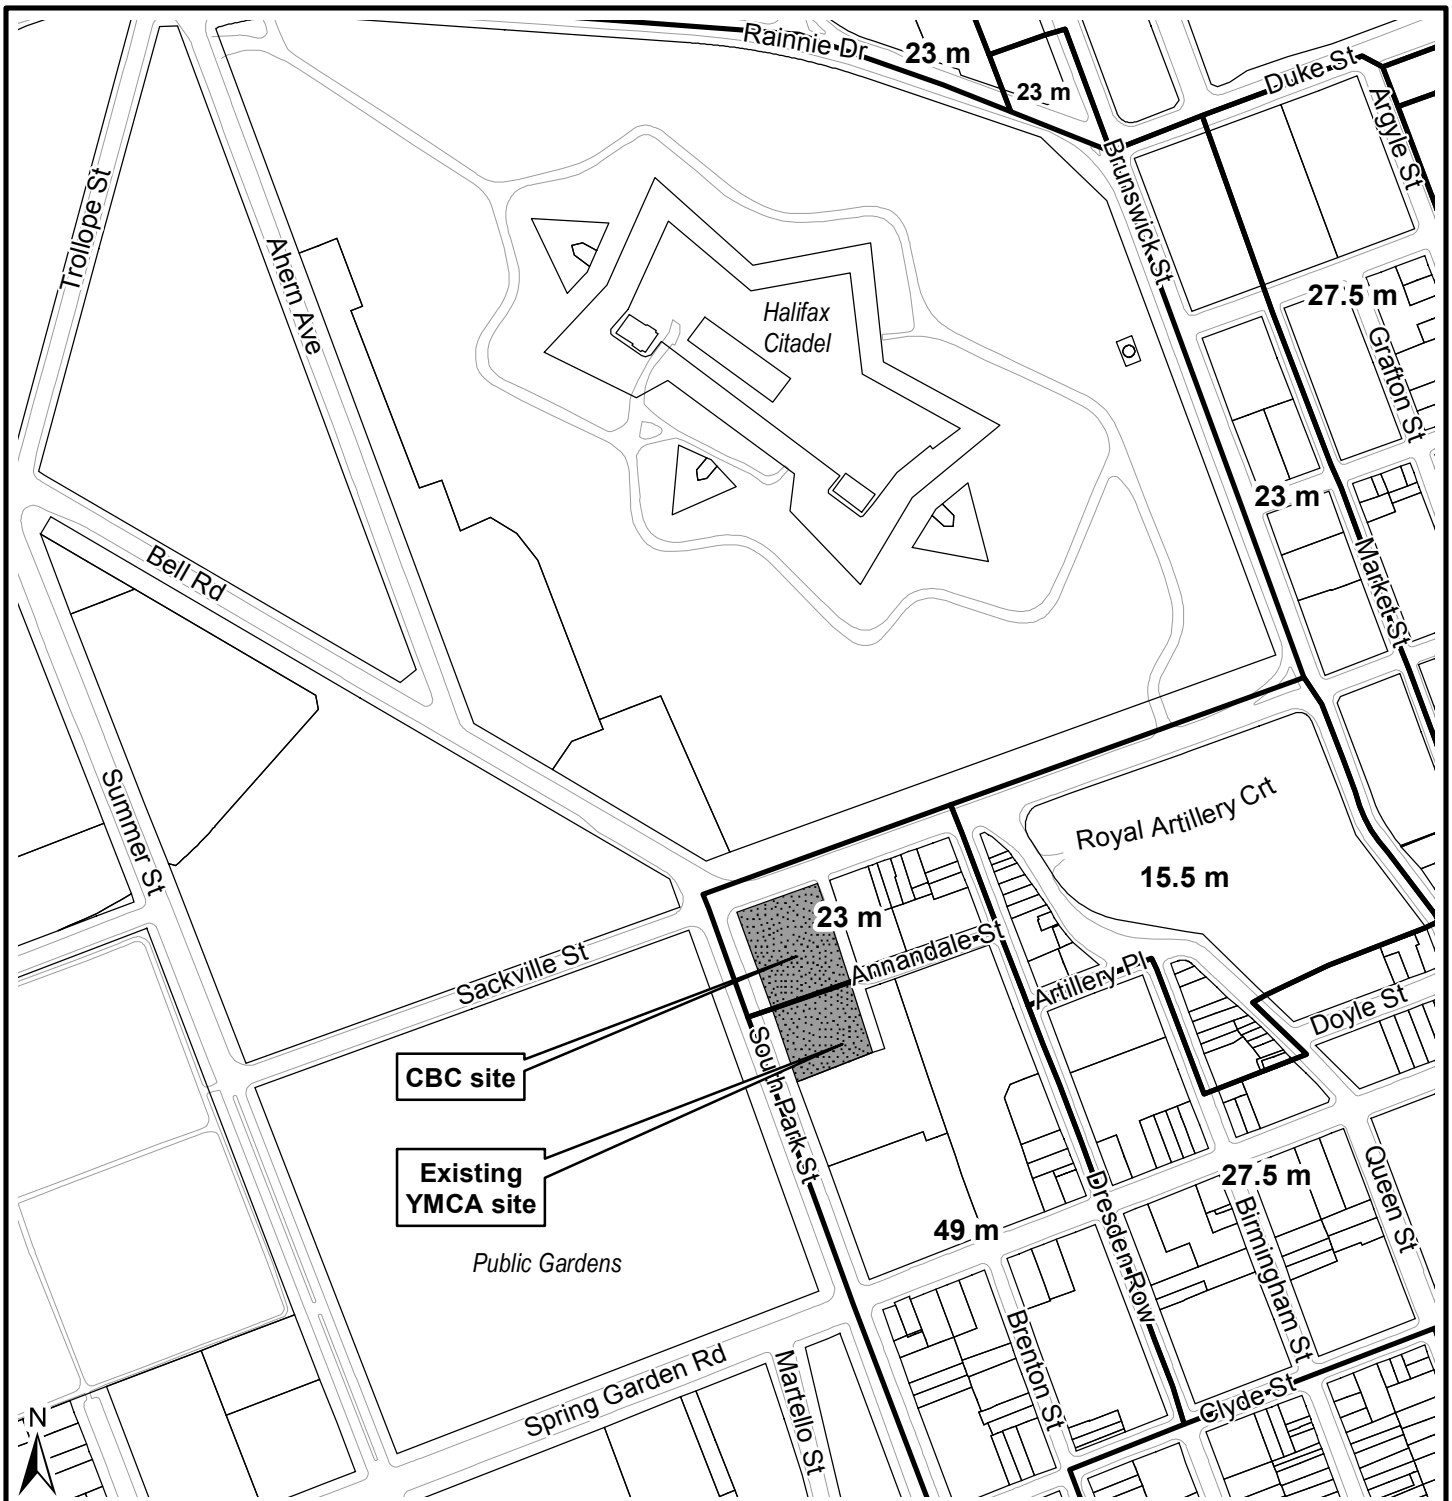 Rainnie Dr
23 m
23 m
Duke St
Argyle St
Brunswick St
Trollope St
Ahern Ave
Halifax
Citadel
27.5 m
Grafton St
23 m
Market St
Bell Rd
Summer St
Royal Artillery Crt
15.5 m
23 m
Annandale St
Sackville St
Artillery Pl
Doyle St
CBC site
South Park St
Existing
YMCA site
Queen St
27.5 m
Dresden Row
Birmingham St
49 m
Public Gardens
Brenton St
Spring Garden Rd
Martello St
Clyde St
N